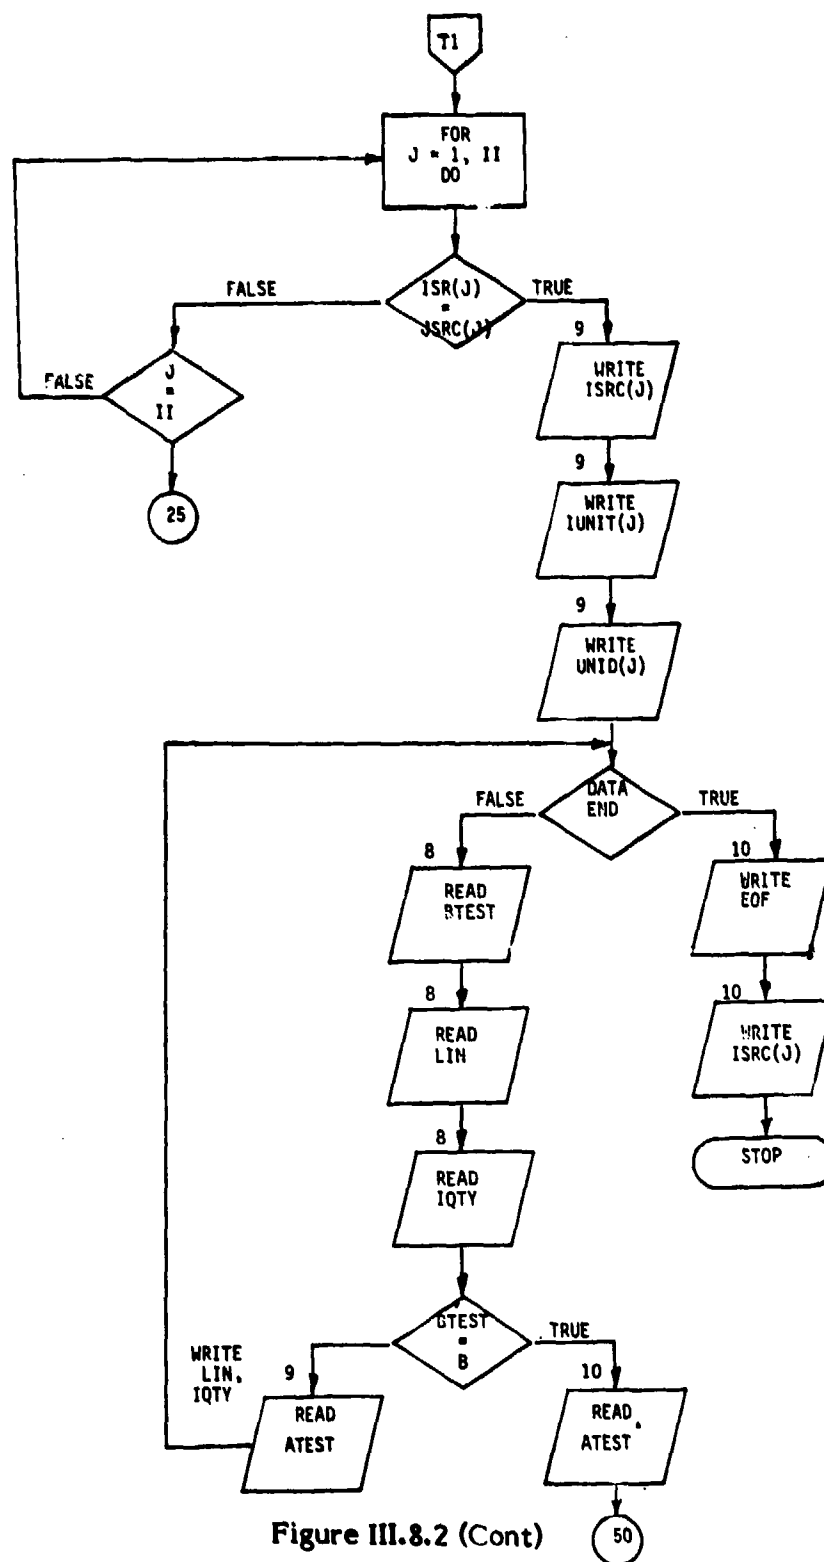 T1
FOR
J = 1, II
DO
ISR(J)
=
JSRC(J)
FALSE
TRUE
J
=
II
FALSE
25
9
WRITE
ISRC(J)
9
WRITE
IUNIT(J)
9
WRITE
UNID(J)
DATA
END
FALSE
TRUE
8
READ
BTEST
10
WRITE
EOF
8
READ
LIN
10
WRITE
ISRC(J)
8
READ
IQTY
STOP
BTEST
=
B
TRUE
WRITE
LIN,
IQTY
9
READ
ATEST
10
READ
ATEST
50
Figure III.8.2 (Cont)